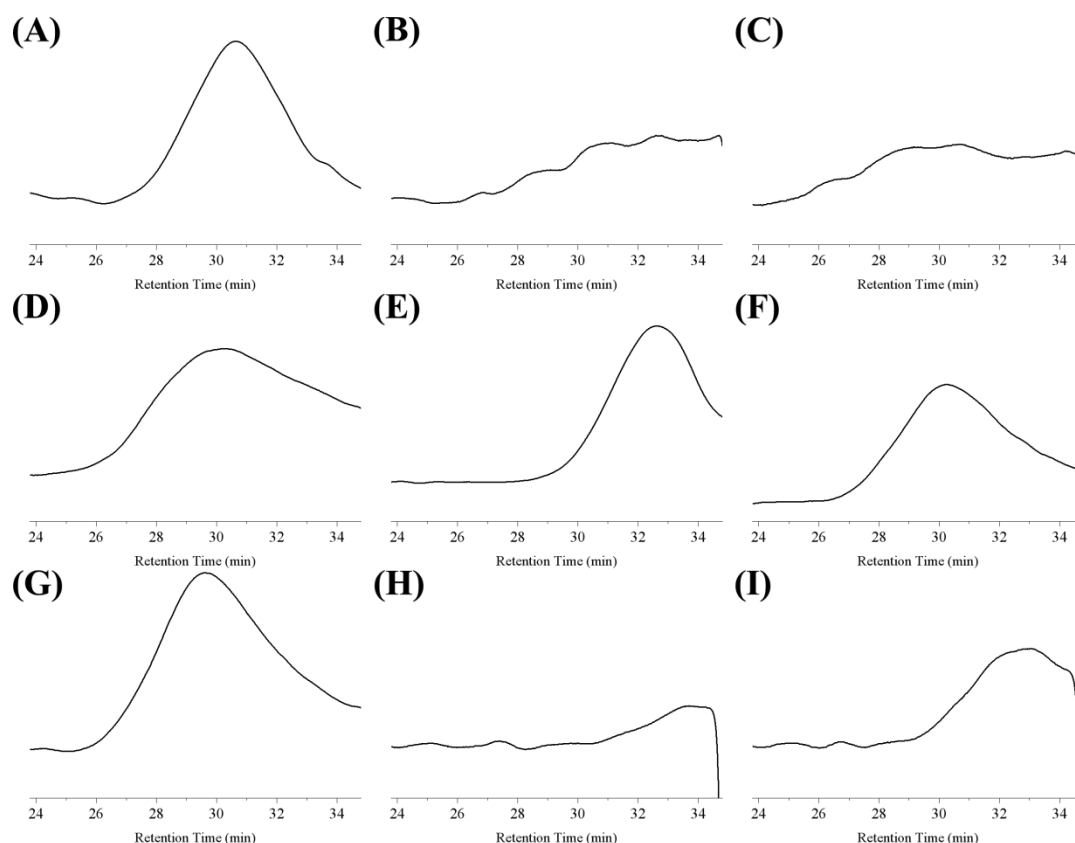 (A) (B) (C)
24 26 28 30 32 34 24 26 28 30 32 34 24 26 28 30 32 34
Retention Time (min) Retention Time (min) Retention Time (min)
(D) (E) (F)
24 26 28 30 32 34 24 26 28 30 32 34 24 26 28 30 32 34
Retention Time (min) Retention Time (min) Retention Time (min)
(G) (H) (I)
24 26 28 30 32 34 24 26 28 30 32 34 24 26 28 30 32 34
Retention Time (min) Retention Time (min) Retention Time (min)